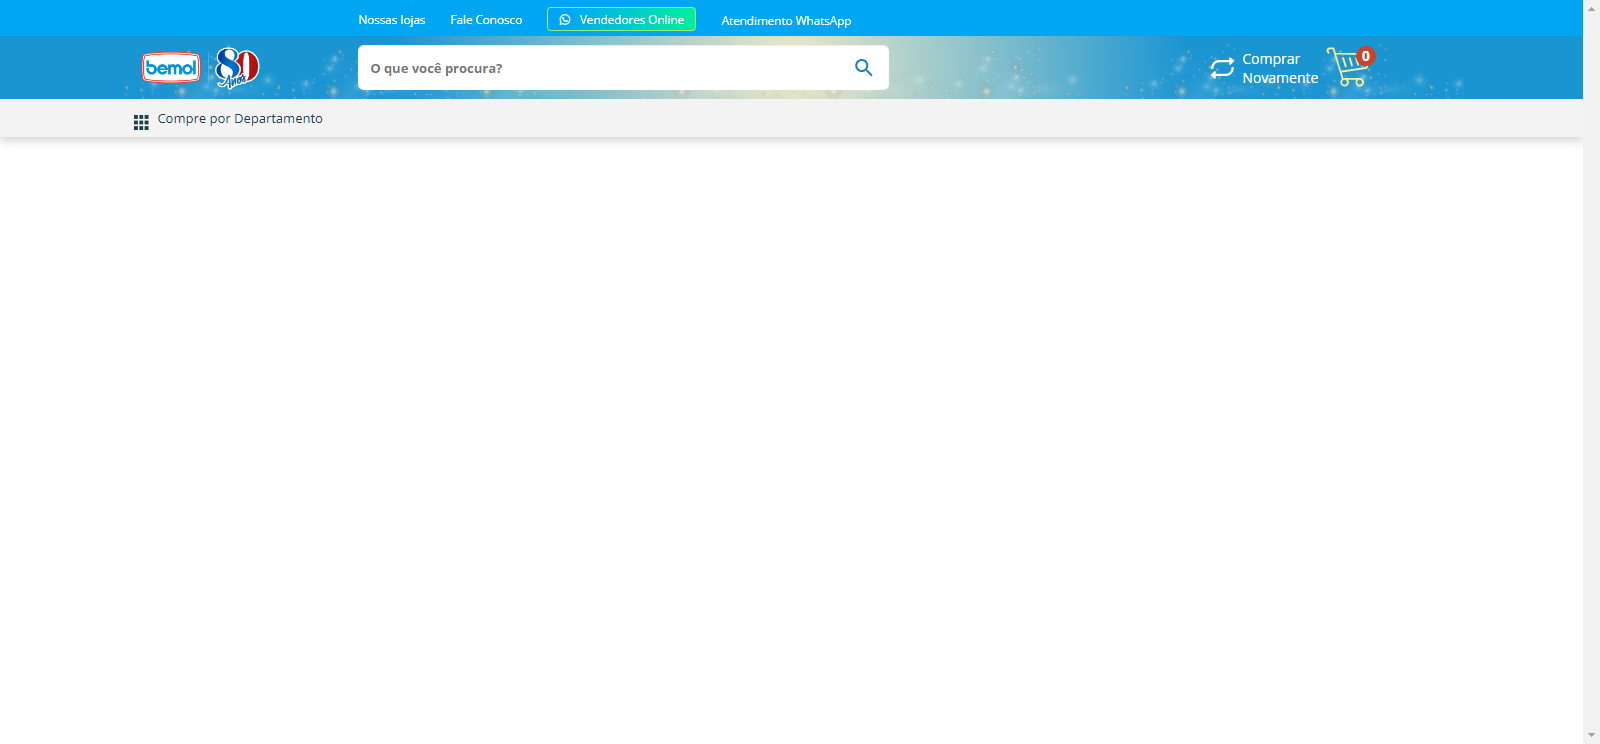 Nossas lojas
Fale Conosco
Vendedores Online
Atendimento WhatsApp
bemol
80
Anos
O que você procura?
Comprar
Novamente
0
Compre por Departamento